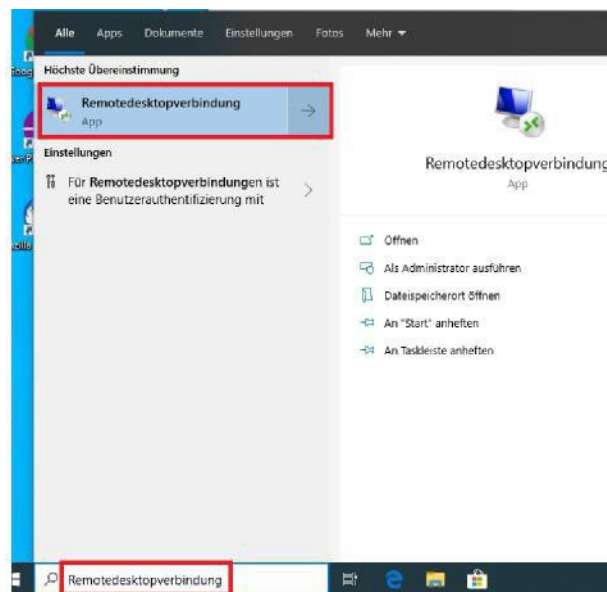 Alle Apps Dokumente Einstellungen Fotos Mehr
Höchste Übereinstimmung
Remotedesktopverbindung
App
Einstellungen
Für Remotedesktopverbindungen ist
eine Benutzerauthentifizierung mit
Remotedesktopverbindung
App
Öffnen
Als Administrator ausführen
Dateispeicherort öffnen
An "Start" anheften
An Taskleiste anheften
Remotedesktopverbindung